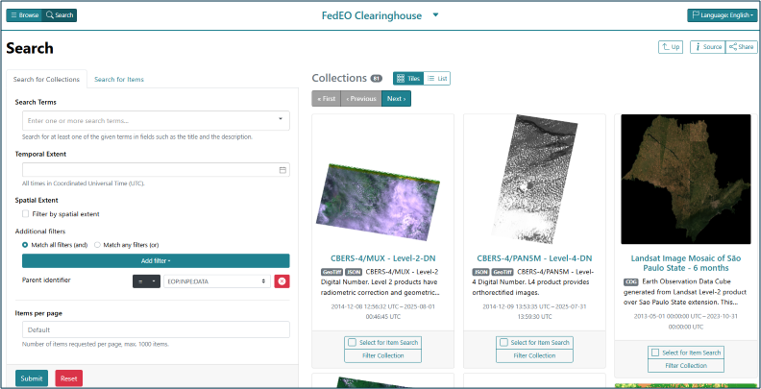 Browse
Search
FedEO Clearinghouse
Language: English
Search
Up
Source
Share
Search for Collections
Search for Items
Search Terms
Enter one or more search terms...
Search for at least one of the given terms in fields such as the title and the description.
Temporal Extent
All times in Coordinated Universal Time (UTC).
Spatial Extent
Filter by spatial extent
Additional filters
Match all filters (and)
Match any filters (or)
Add filter
Parent identifier
=
EOP:INPE:DATA
Items per page
Default
Number of items requested per page, max. 1000 items.
Submit
Reset
Collections
Tiles
List
« First
‹ Previous
Next ›
CBERS-4/MUX - Level-2-DN
GeoTiff JSON CBERS-4/MUX - Level-2
Digital Number. Level 2 products have
radiometric correction and geometric...
2014-12-08 12:56:32 UTC – 2025-08-01
00:46:45 UTC
Select for Item Search
Filter Collection
CBERS-4/PANSM - Level-4-DN
JSON GeoTiff CBERS-4/PANSM - Level-
4 Digital Number. L4 product provides
orthorectified images.
2014-12-09 13:53:35 UTC – 2025-07-31
13:59:30 UTC
Select for Item Search
Filter Collection
Landsat Image Mosaic of São
Paulo State - 6 months
COG Earth Observation Data Cube
generated from Landsat Level-2 product
over Sao Paulo State extension. This...
2013-05-01 00:00:00 UTC – 2023-10-31
00:00:00 UTC
Select for Item Search
Filter Collection